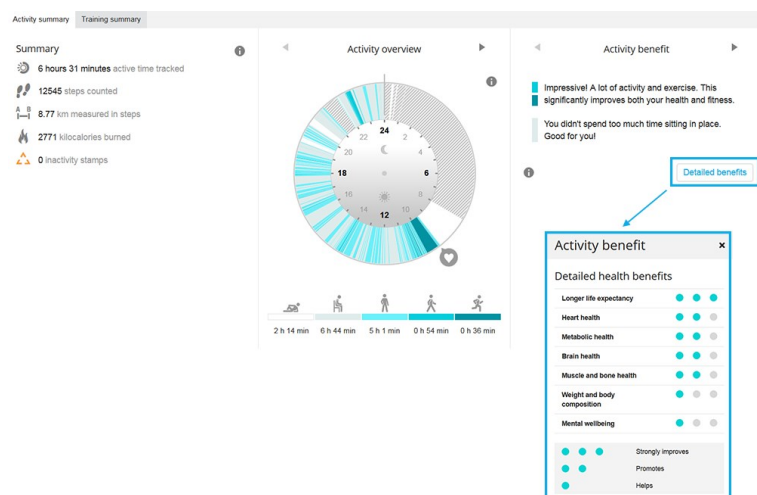 Activity summary
Training summary
Summary
6 hours 31 minutes active time tracked
12545 steps counted
A B
8.77 km measured in steps
2771 kilocalories burned
0 inactivity stamps
Activity overview
24
22
2
20
4
18
6
16
8
14
10
12
2 h 14 min
6 h 44 min
5 h 1 min
0 h 54 min
0 h 36 min
Activity benefit
Impressive! A lot of activity and exercise. This
significantly improves both your health and fitness.
You didn't spend too much time sitting in place.
Good for you!
Detailed benefits
Activity benefit
×
Detailed health benefits
Longer life expectancy
Heart health
Metabolic health
Brain health
Muscle and bone health
Weight and body
composition
Mental wellbeing
Strongly improves
Promotes
Helps